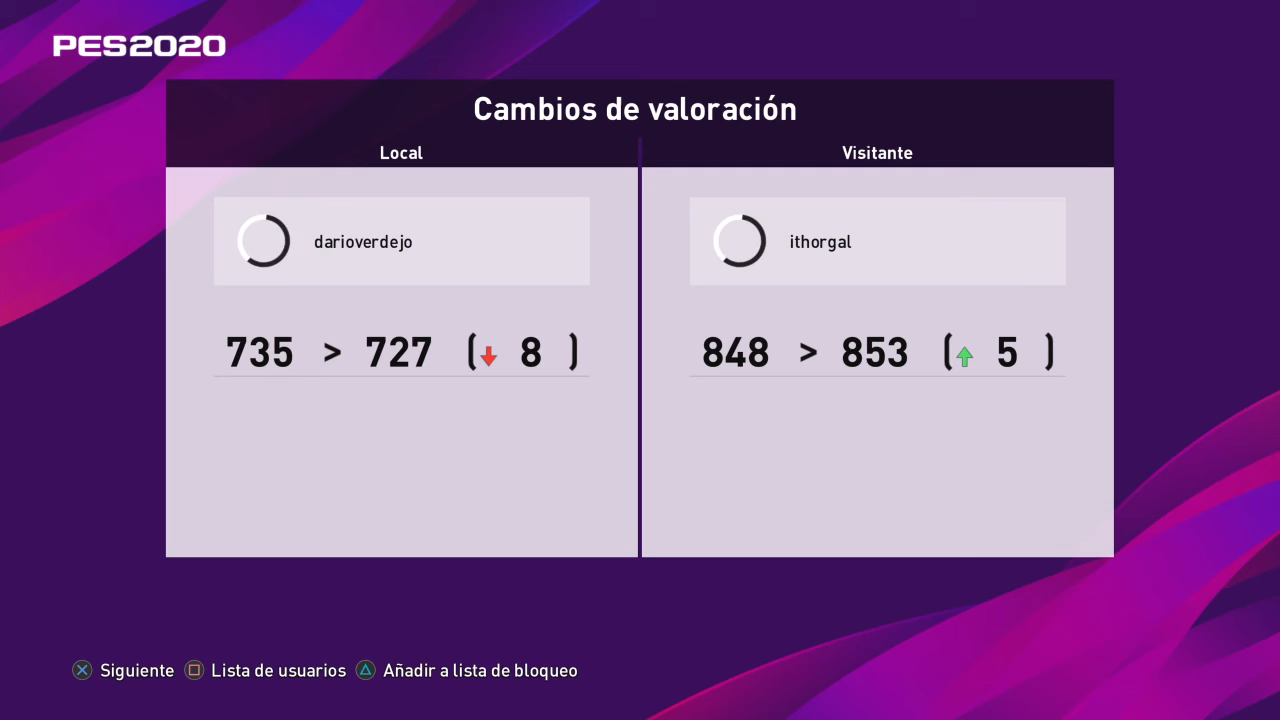 PES2020
Cambios de valoración
Local
Visitante
darioverdejo
ithorgal
735 > 727 ( 8 )
848 > 853 ( 5 )
Siguiente Lista de usuarios Añadir a lista de bloqueo